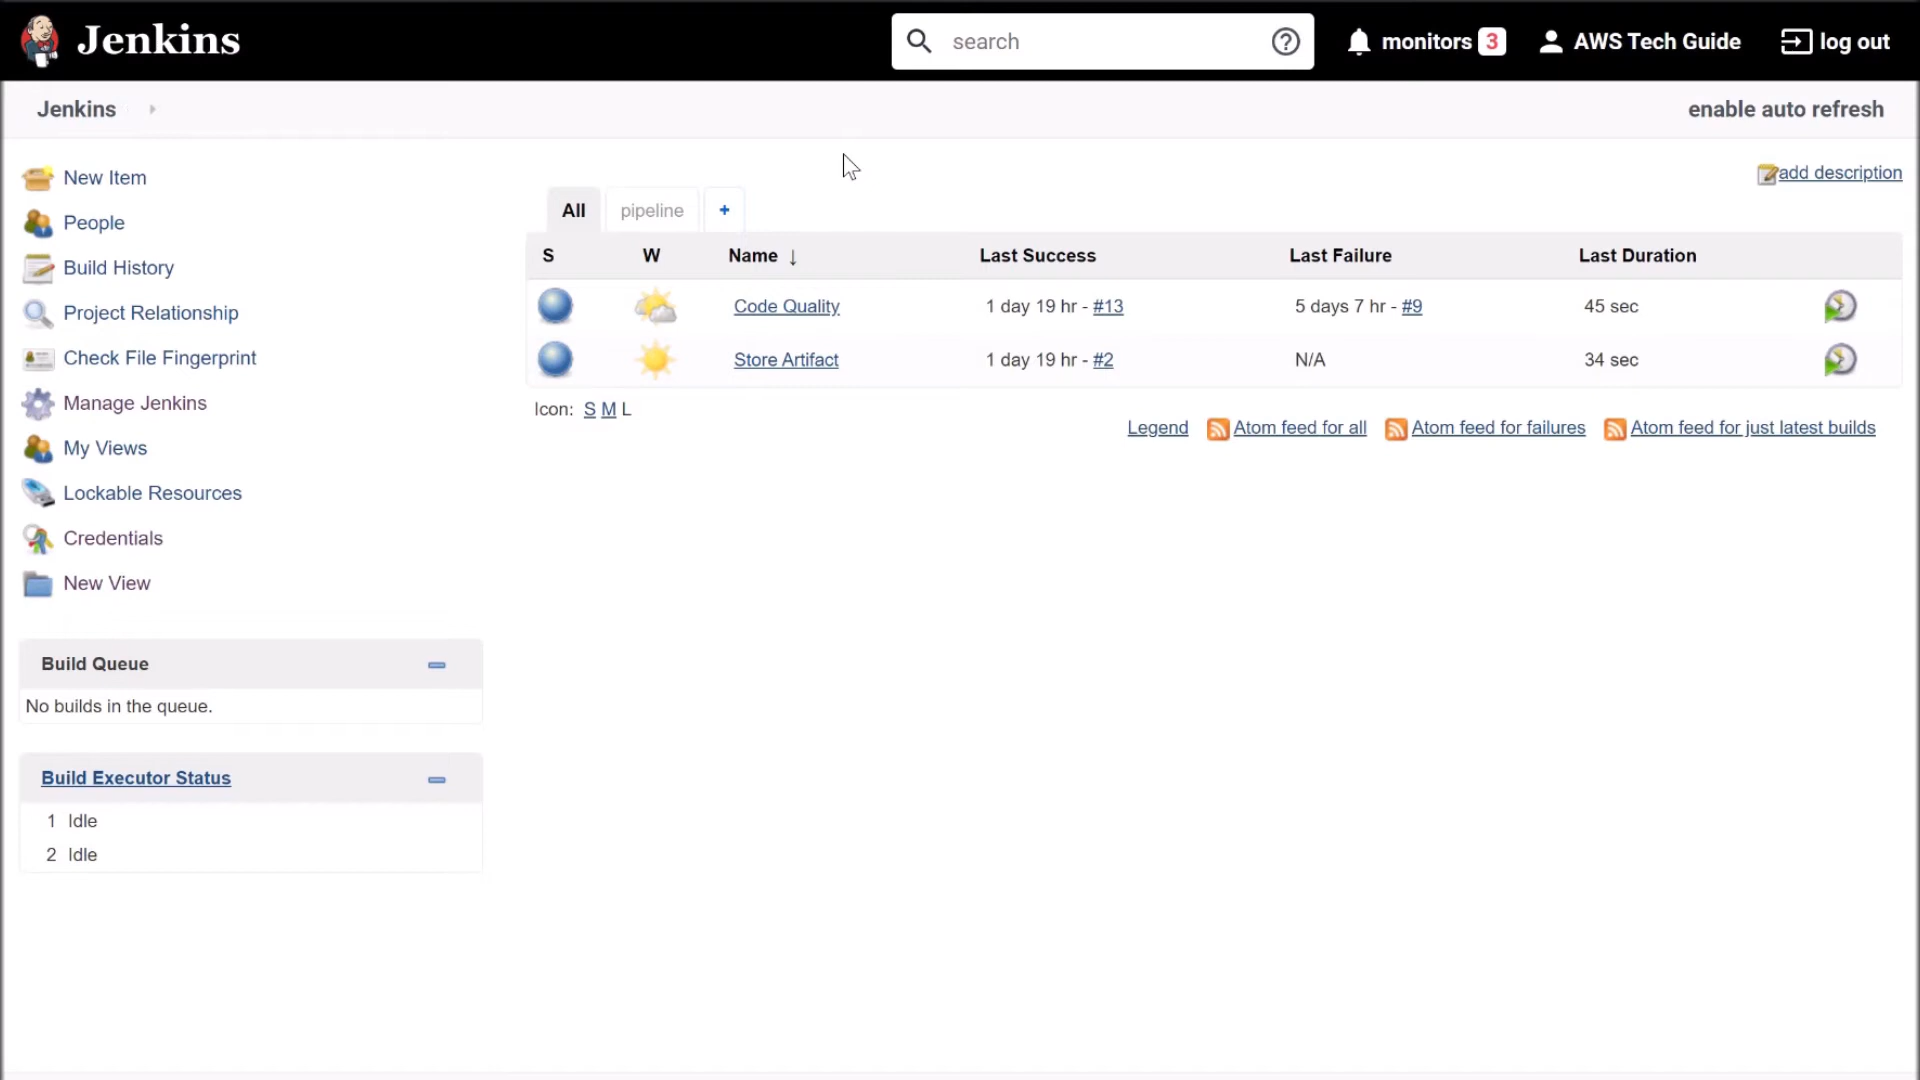 Jenkins search monitors 3 AWS Tech Guide log out
Jenkins enable auto refresh
New Item
People
Build History
Project Relationship
Check File Fingerprint
Manage Jenkins
My Views
Lockable Resources
Credentials
New View
Build Queue
No builds in the queue.
Build Executor Status
1 Idle
2 Idle
add description
All pipeline +
S W Name ↓ Last Success Last Failure Last Duration
Code Quality 1 day 19 hr - #13 5 days 7 hr - #9 45 sec
Store Artifact 1 day 19 hr - #2 N/A 34 sec
Icon: S M L
Legend Atom feed for all Atom feed for failures Atom feed for just latest builds